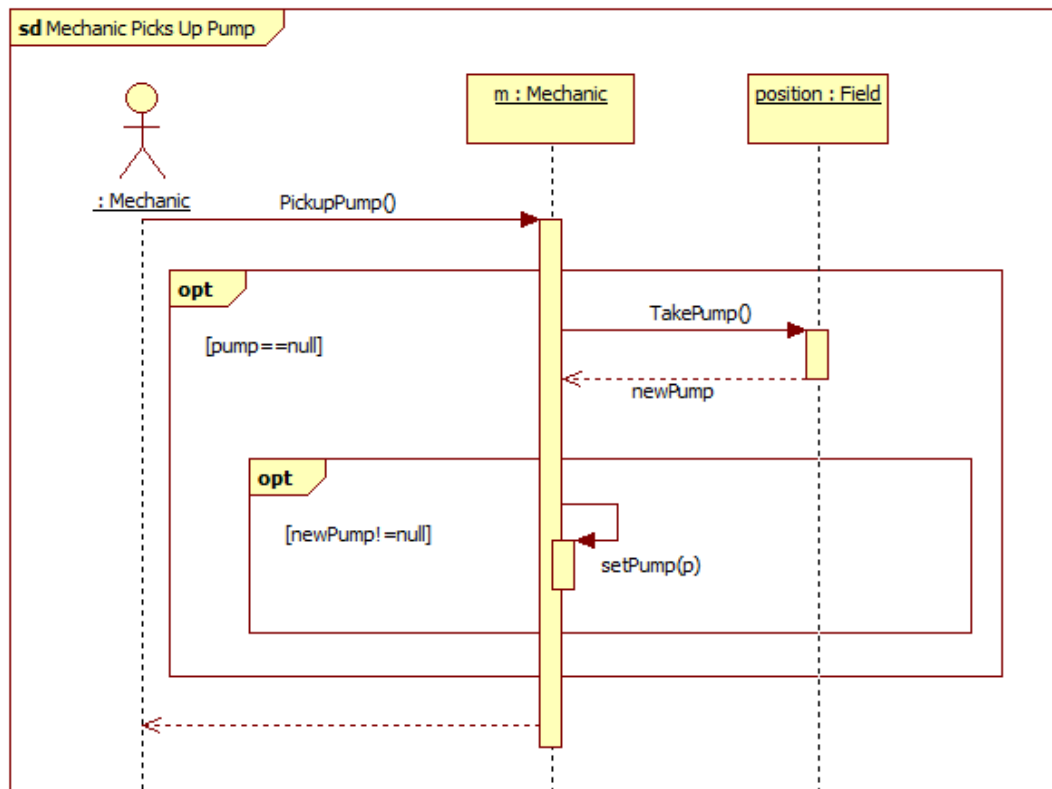 sd Mechanic Picks Up Pump
m : Mechanic
position : Field
: Mechanic
PickupPump()
opt
TakePump()
[pump==null]
newPump
opt
[newPump!=null]
setPump(p)